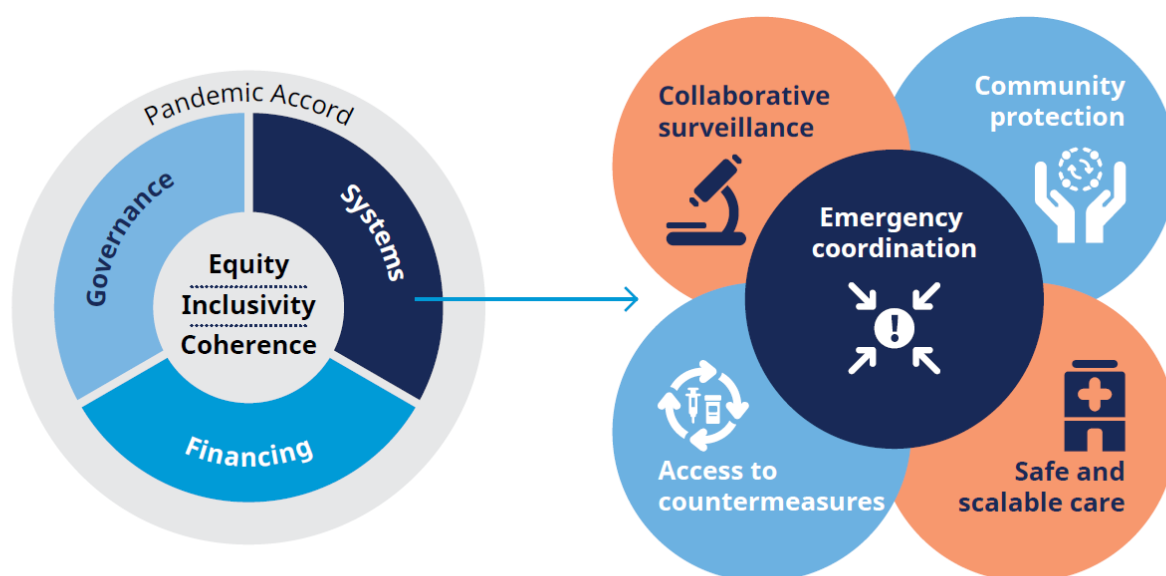 Pandemic Accord
Governance
Systems
Financing
Equity
Inclusivity
Coherence
Collaborative
surveillance
Community
protection
Emergency
coordination
!
Access to
countermeasures
Safe and
scalable care